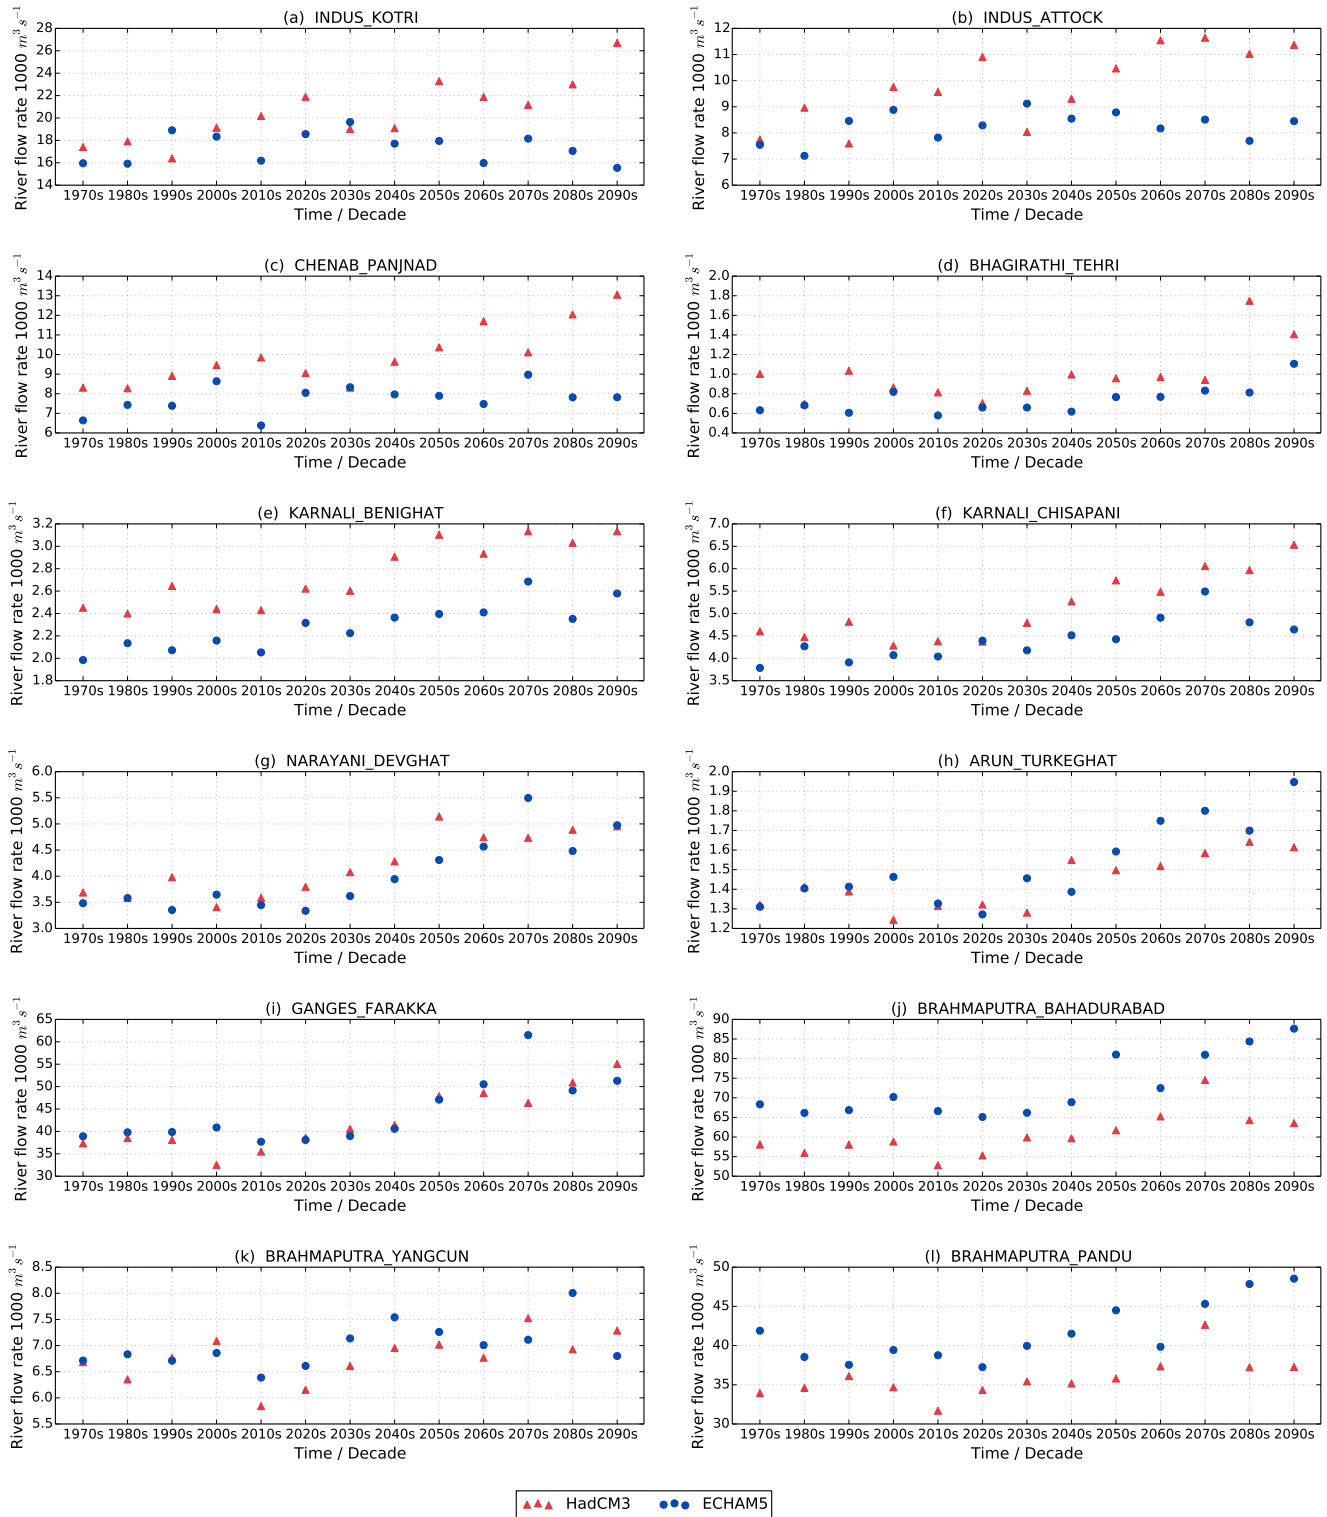 (a) INDUS_KOTRI
River flow rate 1000 m³ s⁻¹
28
26
24
22
20
18
16
14
1970s 1980s 1990s 2000s 2010s 2020s 2030s 2040s 2050s 2060s 2070s 2080s 2090s
Time / Decade
(b) INDUS_ATTOCK
River flow rate 1000 m³ s⁻¹
12
11
10
9
8
7
6
1970s 1980s 1990s 2000s 2010s 2020s 2030s 2040s 2050s 2060s 2070s 2080s 2090s
Time / Decade
(c) CHENAB_PANJNAD
River flow rate 1000 m³ s⁻¹
14
13
12
11
10
9
8
7
6
1970s 1980s 1990s 2000s 2010s 2020s 2030s 2040s 2050s 2060s 2070s 2080s 2090s
Time / Decade
(d) BHAGIRATHI_TEHRI
River flow rate 1000 m³ s⁻¹
2.0
1.8
1.6
1.4
1.2
1.0
0.8
0.6
0.4
1970s 1980s 1990s 2000s 2010s 2020s 2030s 2040s 2050s 2060s 2070s 2080s 2090s
Time / Decade
(e) KARNALI_BENIGHAT
River flow rate 1000 m³ s⁻¹
3.2
3.0
2.8
2.6
2.4
2.2
2.0
1.8
1970s 1980s 1990s 2000s 2010s 2020s 2030s 2040s 2050s 2060s 2070s 2080s 2090s
Time / Decade
(f) KARNALI_CHISAPANI
River flow rate 1000 m³ s⁻¹
7.0
6.5
6.0
5.5
5.0
4.5
4.0
3.5
1970s 1980s 1990s 2000s 2010s 2020s 2030s 2040s 2050s 2060s 2070s 2080s 2090s
Time / Decade
(g) NARAYANI_DEVGHAT
River flow rate 1000 m³ s⁻¹
6.0
5.5
5.0
4.5
4.0
3.5
3.0
1970s 1980s 1990s 2000s 2010s 2020s 2030s 2040s 2050s 2060s 2070s 2080s 2090s
Time / Decade
(h) ARUN_TURKEGHAT
River flow rate 1000 m³ s⁻¹
2.0
1.9
1.8
1.7
1.6
1.5
1.4
1.3
1.2
1970s 1980s 1990s 2000s 2010s 2020s 2030s 2040s 2050s 2060s 2070s 2080s 2090s
Time / Decade
(i) GANGES_FARAKKA
River flow rate 1000 m³ s⁻¹
65
60
55
50
45
40
35
30
1970s 1980s 1990s 2000s 2010s 2020s 2030s 2040s 2050s 2060s 2070s 2080s 2090s
Time / Decade
(j) BRAHMAPUTRA_BAHADURABAD
River flow rate 1000 m³ s⁻¹
90
85
80
75
70
65
60
55
50
1970s 1980s 1990s 2000s 2010s 2020s 2030s 2040s 2050s 2060s 2070s 2080s 2090s
Time / Decade
(k) BRAHMAPUTRA_YANGCUN
River flow rate 1000 m³ s⁻¹
8.5
8.0
7.5
7.0
6.5
6.0
5.5
1970s 1980s 1990s 2000s 2010s 2020s 2030s 2040s 2050s 2060s 2070s 2080s 2090s
Time / Decade
(l) BRAHMAPUTRA_PANDU
River flow rate 1000 m³ s⁻¹
50
45
40
35
30
1970s 1980s 1990s 2000s 2010s 2020s 2030s 2040s 2050s 2060s 2070s 2080s 2090s
Time / Decade
HadCM3 ECHAM5